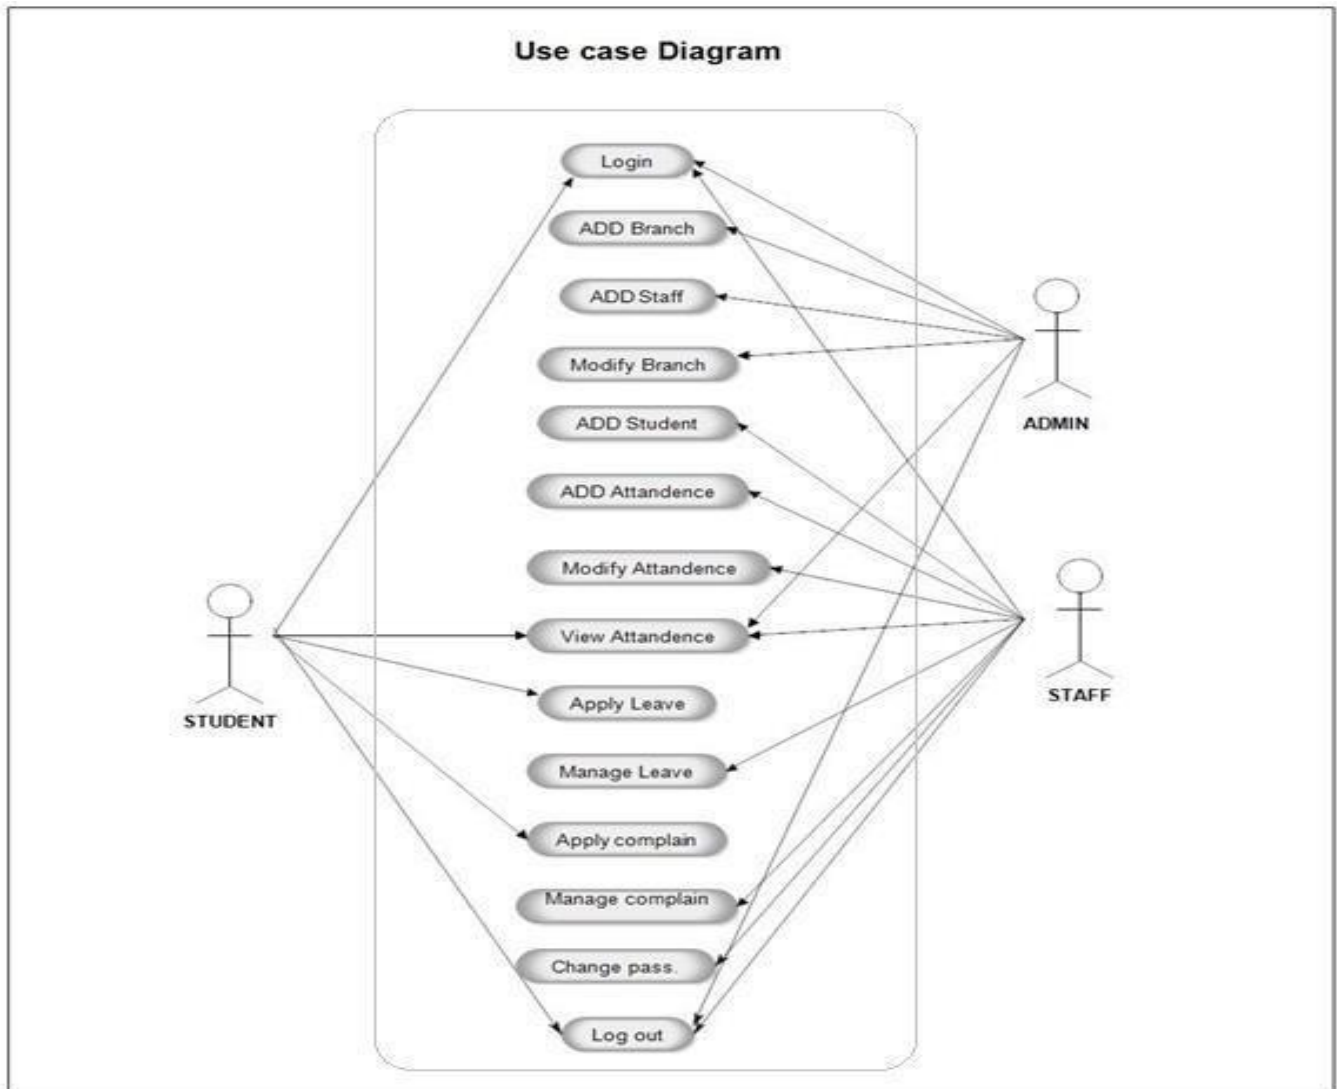 Use case Diagram
Login
ADD Branch
ADD Staff
Modify Branch
ADD Student
ADD Attandence
Modify Attandence
View Attandence
Apply Leave
Manage Leave
Apply complain
Manage complain
Change pass.
Log out
ADMIN
STAFF
STUDENT